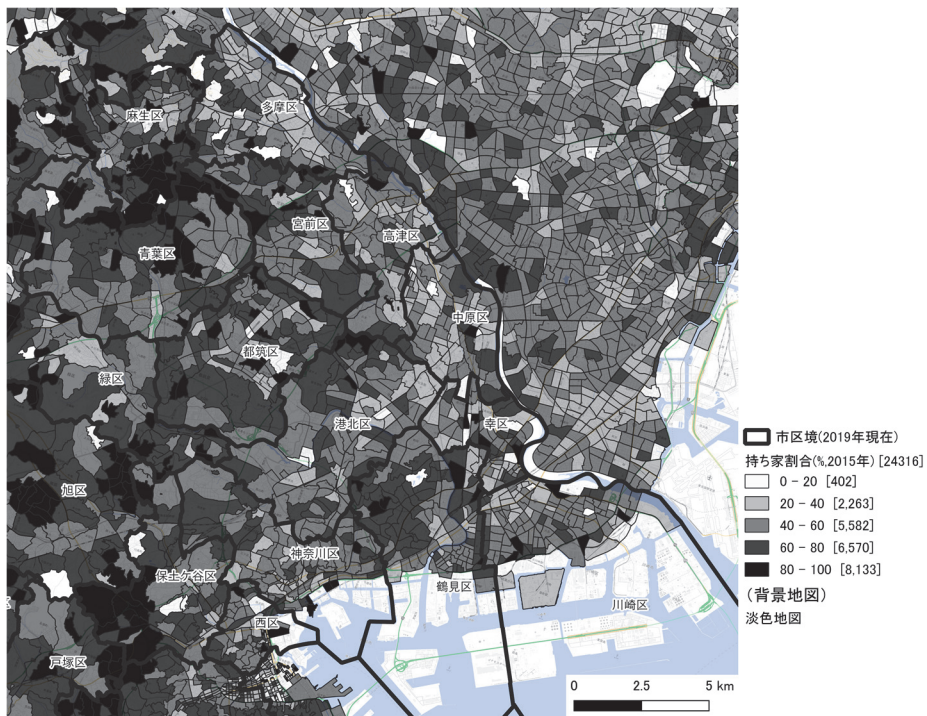 多摩区
麻生区
宮前区
高津区
青葉区
中原区
都筑区
緑区
港北区
幸区
旭区
神奈川区
保土ケ谷区
鶴見区
川崎区
西区
戸塚区
市区境(2019年現在)
持ち家割合(%,2015年) [24316]
0 - 20 [402]
20 - 40 [2,263]
40 - 60 [5,582]
60 - 80 [6,570]
80 - 100 [8,133]
(背景地図)
淡色地図
0 2.5 5 km